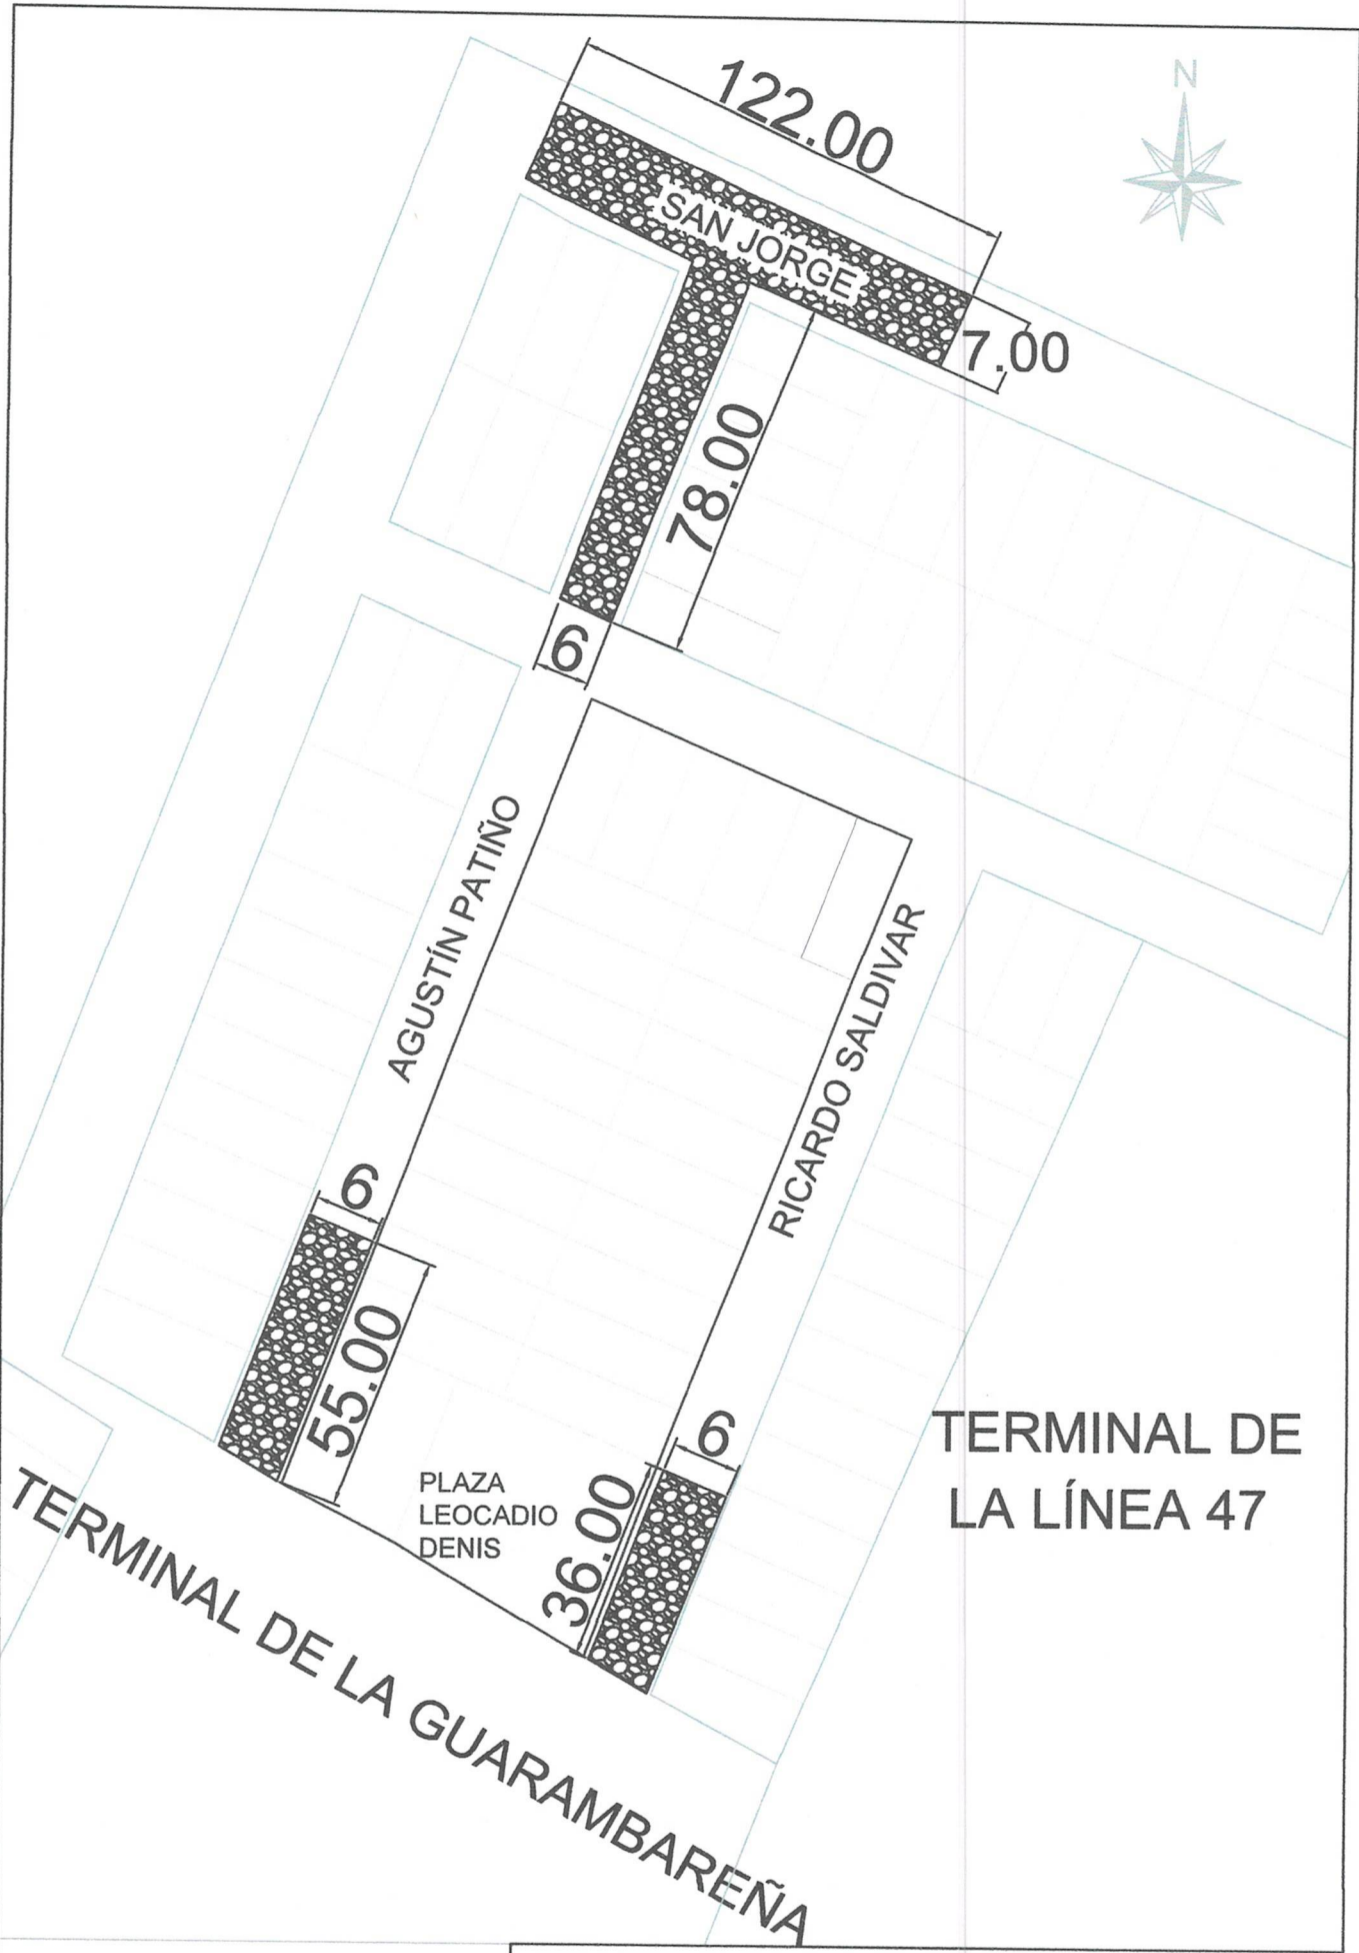 N
122.00
SAN JORGE
7.00
78.00
6
AGUSTÍN PATIÑO
RICARDO SALDIVAR
6
55.00
6
36.00
PLAZA
LEOCADIO
DENIS
TERMINAL DE
LA LÍNEA 47
TERMINAL DE LA GUARAMBAREÑA